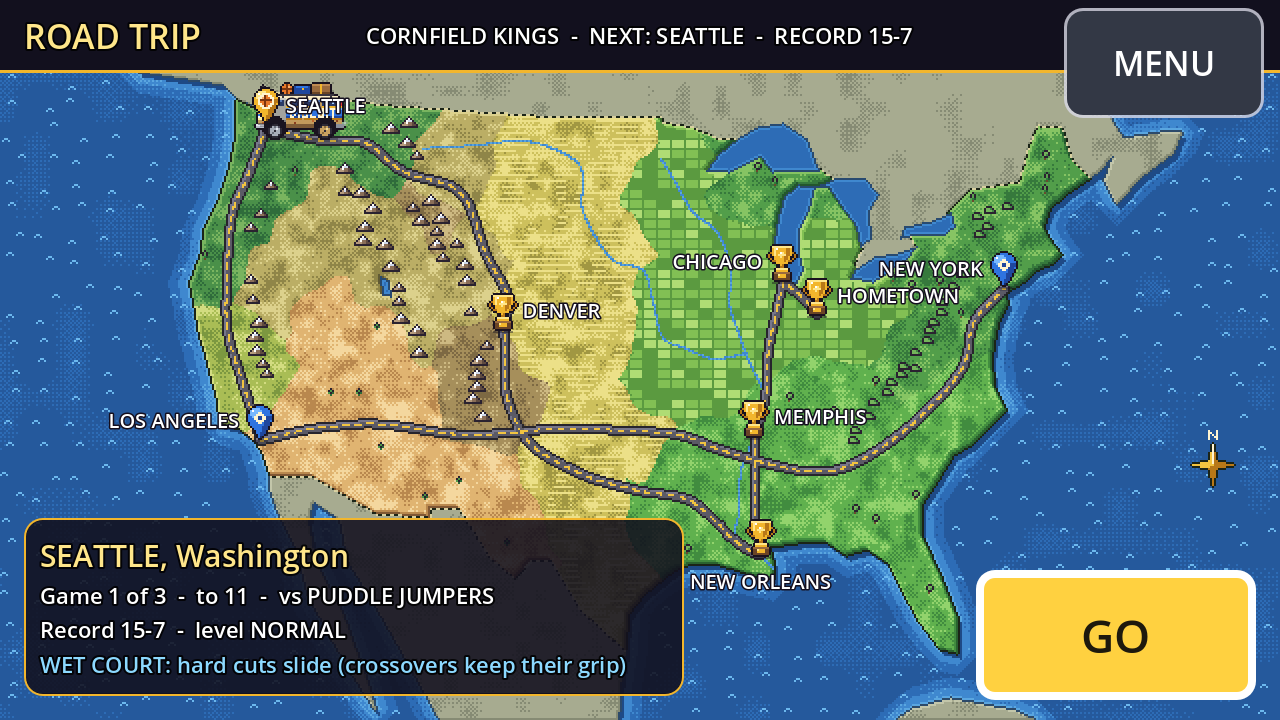 ROAD TRIP
CORNFIELD KINGS - NEXT: SEATTLE - RECORD 15-7
MENU
SEATTLE
CHICAGO
NEW YORK
HOMETOWN
DENVER
LOS ANGELES
MEMPHIS
N
NEW ORLEANS
SEATTLE, Washington
Game 1 of 3 - to 11 - vs PUDDLE JUMPERS
Record 15-7 - level NORMAL
WET COURT: hard cuts slide (crossovers keep their grip)
GO